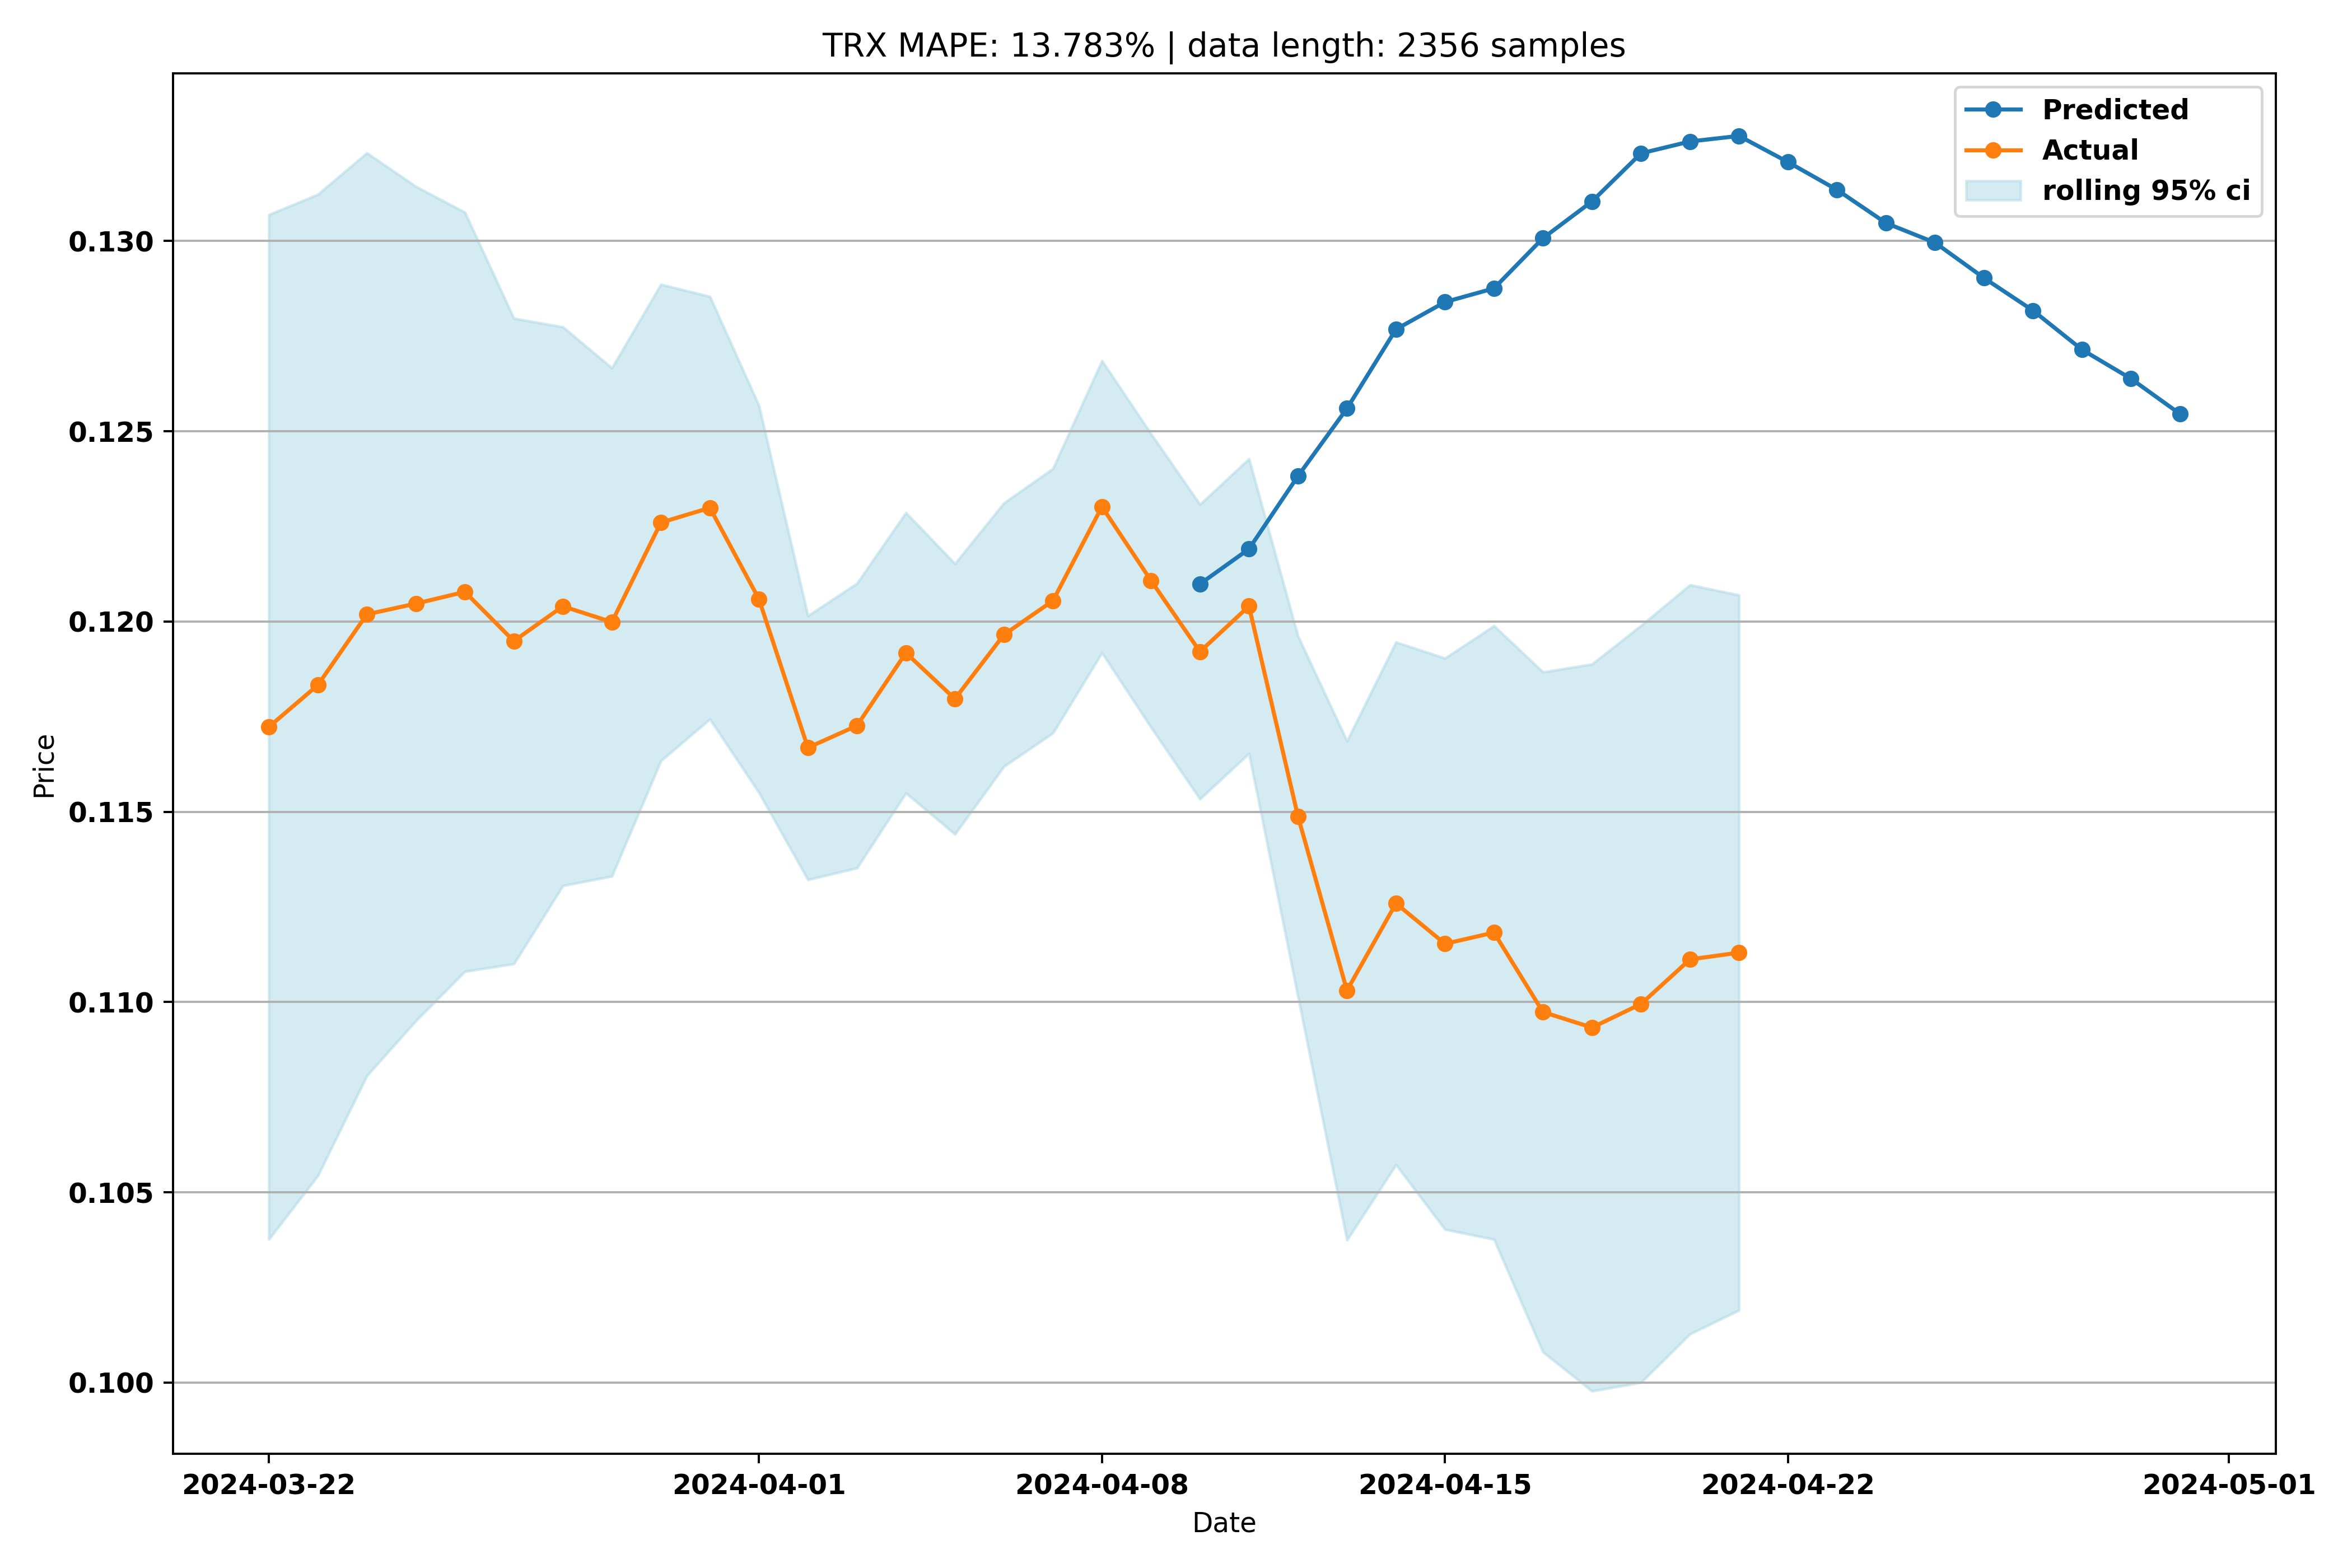 TRX MAPE: 13.783% | data length: 2356 samples
Predicted
Actual
rolling 95% ci
Price
0.130
0.125
0.120
0.115
0.110
0.105
0.100
2024-03-22
2024-04-01
2024-04-08
2024-04-15
2024-04-22
2024-05-01
Date